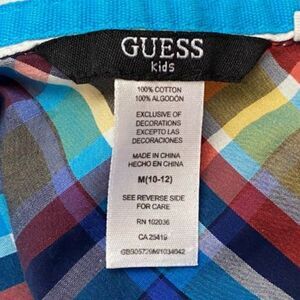 GUESS
kids
100% COTTON
100% ALGODÓN
EXCLUSIVE OF
DECORATIONS
EXCEPTO LAS
DECORACIONES
MADE IN CHINA
HECHO EN CHINA
M(10-12)
SEE REVERSE SIDE
FOR CARE
RN 102036
CA 25419